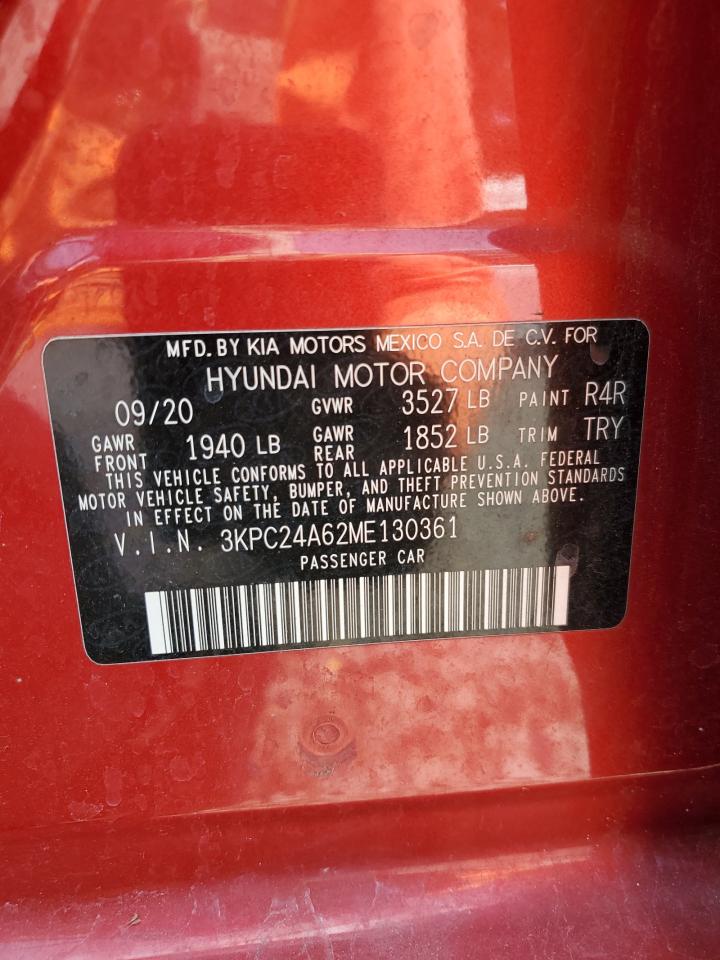 MFD. BY KIA MOTORS MEXICO S.A. DE C.V. FOR
HYUNDAI MOTOR COMPANY
09/20 GVWR 3527 LB PAINT R4R
GAWR FRONT 1940 LB GAWR REAR 1852 LB TRIM TRY
THIS VEHICLE CONFORMS TO ALL APPLICABLE U.S.A. FEDERAL
MOTOR VEHICLE SAFETY, BUMPER, AND THEFT PREVENTION STANDARDS
IN EFFECT ON THE DATE OF MANUFACTURE SHOWN ABOVE.
V.I.N. 3KPC24A62ME130361
PASSENGER CAR